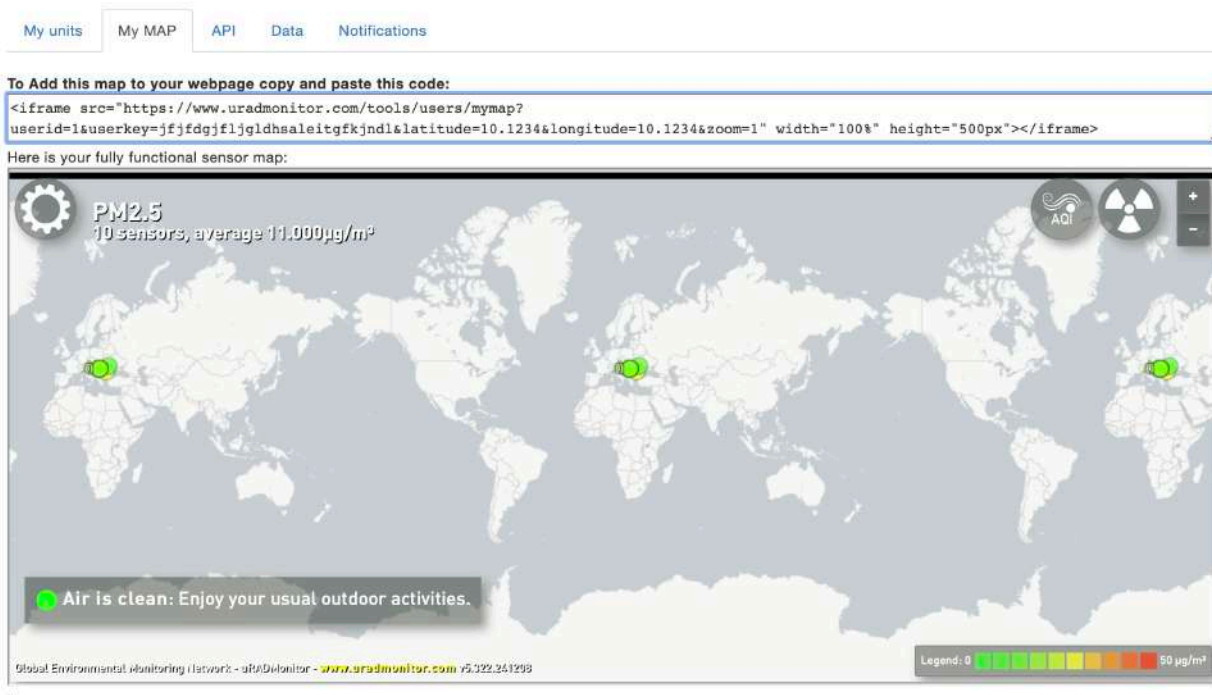 My units My MAP API Data Notifications
To Add this map to your webpage copy and paste this code:
<iframe src="https://www.uradmonitor.com/tools/users/mymap?
userid=1&userkey=jfjfdgjfljgldhsaleitgfkjndl&latitude=10.1234&longitude=10.1234&zoom=1" width="100%" height="500px"></iframe>
Here is your fully functional sensor map:
PM2.5
10 sensors, average 11.000µg/m³
AQI
+
-
Air is clean: Enjoy your usual outdoor activities.
Global Environmental Monitoring Network - uRADMonitor - www.uradmonitor.com v5.322.241298
Legend: 0 50 µg/m³